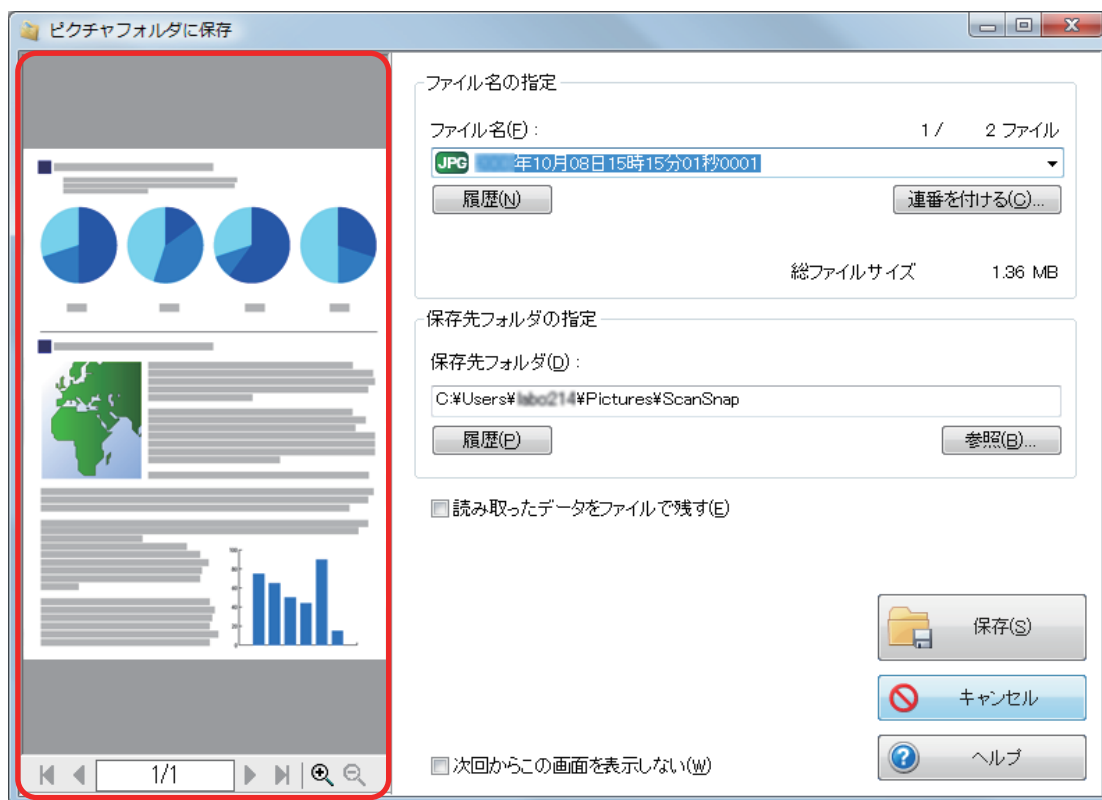 ピクチャフォルダに保存
ファイル名の指定
ファイル名(F):
1/ 2 ファイル
JPG 年10月08日15時15分01秒0001
履歴(N)
連番を付ける(C)...
総ファイルサイズ 1.36 MB
保存先フォルダの指定
保存先フォルダ(D):
C:¥Users¥ ¥Pictures¥ScanSnap
履歴(P)
参照(B)...
読み取ったデータをファイルで残す(E)
保存(S)
キャンセル
ヘルプ
次回からこの画面を表示しない(W)
1/1